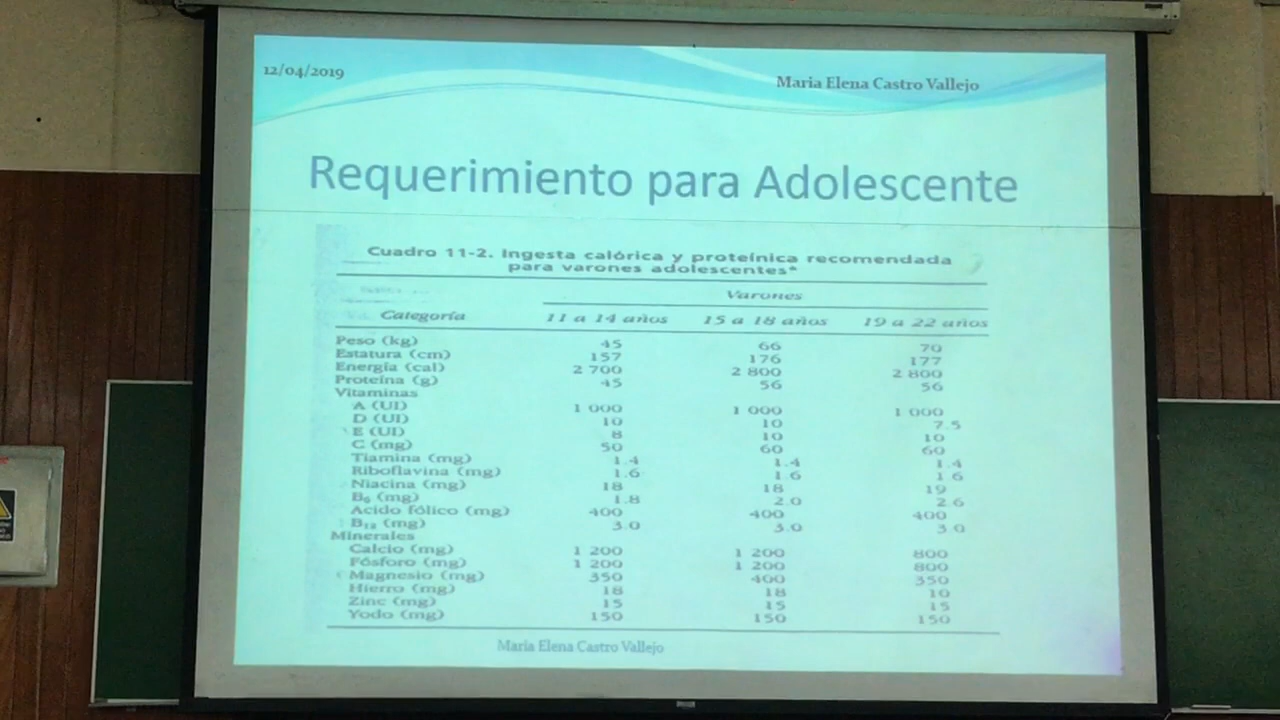 12/04/2019
Maria Elena Castro Vallejo
Requerimiento para Adolescente
Cuadro 11-2. Ingesta calórica y proteínica recomendada
para varones adolescentes*
Varones
Categoría 11 a 14 años 15 a 18 años 19 a 22 años
Peso (kg) 45 66 70
Estatura (cm) 157 176 177
Energía (cal) 2 700 2 800 2 800
Proteína (g) 45 56 56
Vitaminas
A (UI) 1 000 1 000 1 000
D (UI) 10 10 7.5
E (UI) 8 10 10
C (mg) 50 60 60
Tiamina (mg) 1.4 1.4 1.4
Riboflavina (mg) 1.6 1.6 1.6
Niacina (mg) 18 18 19
B₆ (mg) 1.8 2.0 2.6
Acido fólico (mg) 400 400 400
B₁₂ (mg) 3.0 3.0 3.0
Minerales
Calcio (mg) 1 200 1 200 800
Fósforo (mg) 1 200 1 200 800
Magnesio (mg) 350 400 350
Hierro (mg) 18 18 10
Zinc (mg) 15 15 15
Yodo (mg) 150 150 150
Maria Elena Castro Vallejo